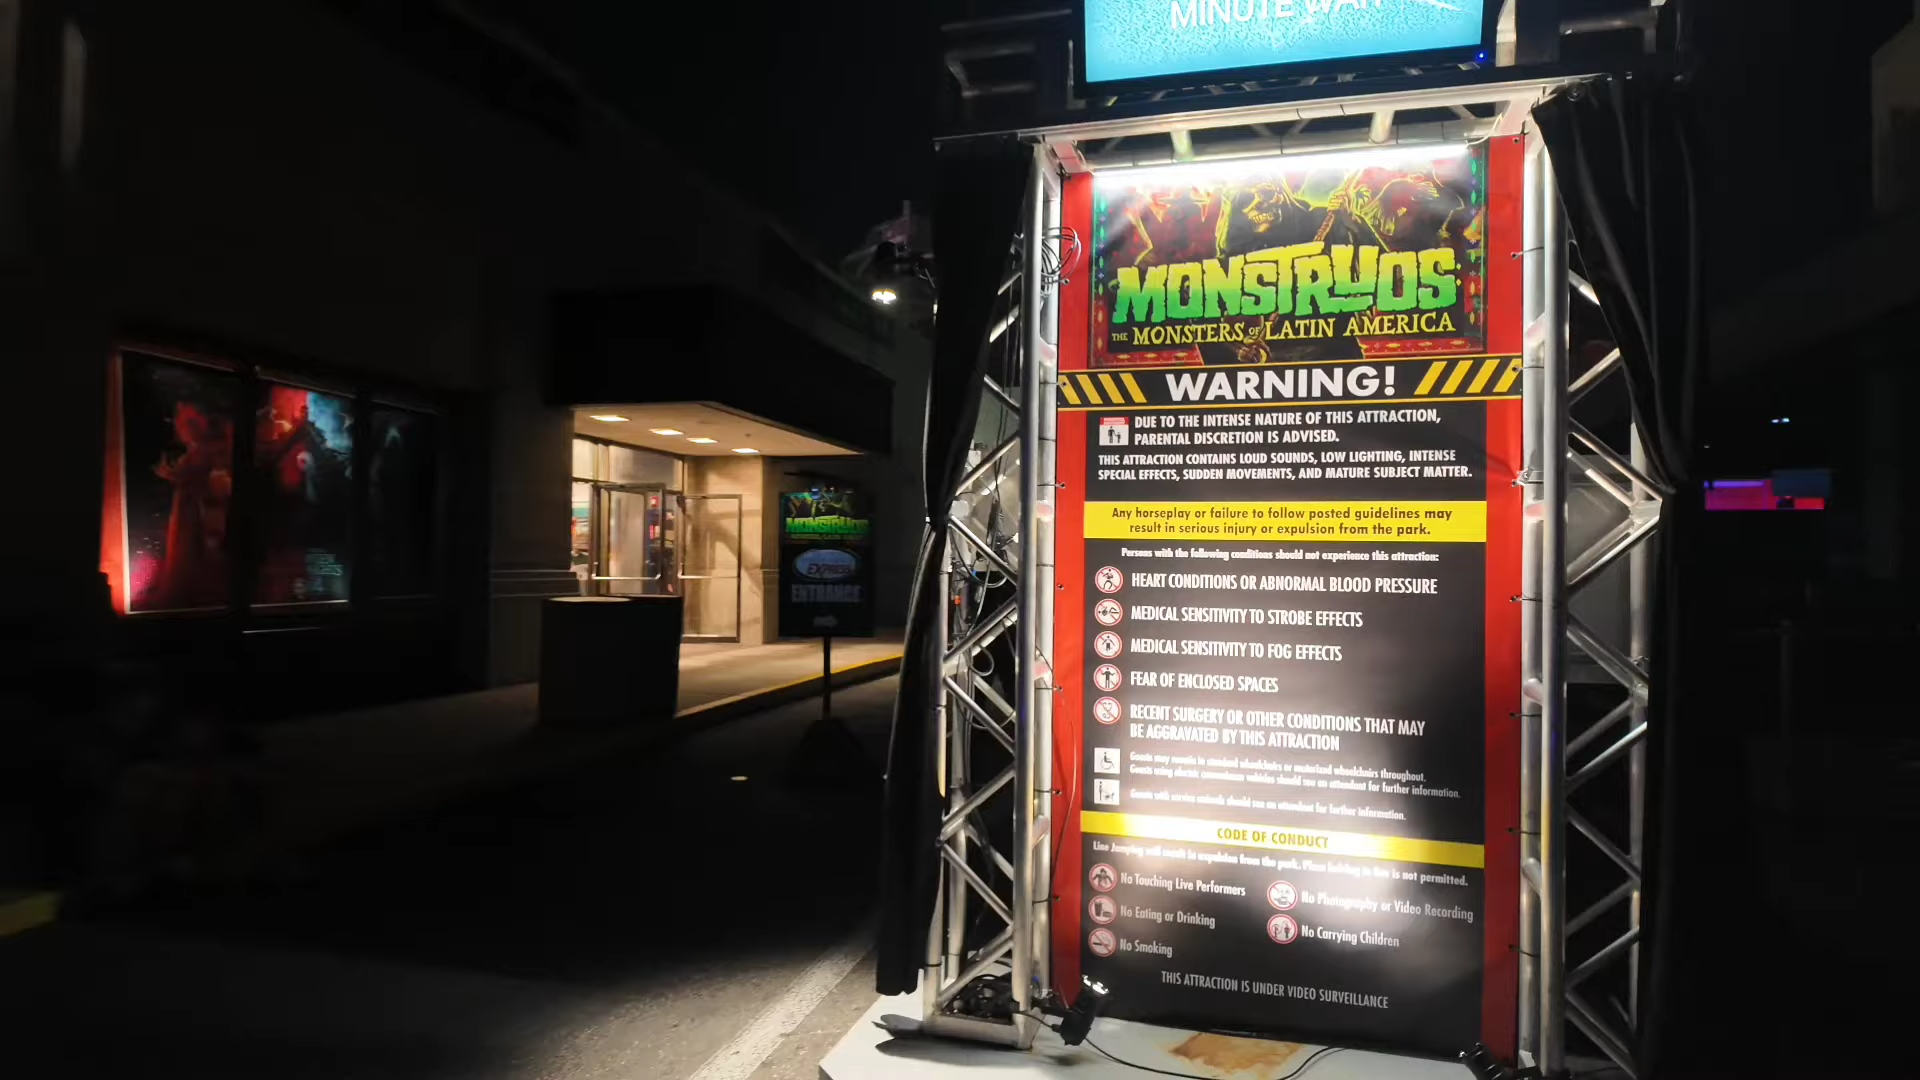 MINUTE WAIT
MONSTRUOS
THE MONSTERS OF LATIN AMERICA
WARNING!
DUE TO THE INTENSE NATURE OF THIS ATTRACTION,
PARENTAL DISCRETION IS ADVISED.
THIS ATTRACTION CONTAINS LOUD SOUNDS, LOW LIGHTING, INTENSE
SPECIAL EFFECTS, SUDDEN MOVEMENTS, AND MATURE SUBJECT MATTER.
Any horseplay or failure to follow posted guidelines may
result in serious injury or expulsion from the park.
Persons with the following conditions should not experience this attraction:
HEART CONDITIONS OR ABNORMAL BLOOD PRESSURE
MEDICAL SENSITIVITY TO STROBE EFFECTS
MEDICAL SENSITIVITY TO FOG EFFECTS
FEAR OF ENCLOSED SPACES
RECENT SURGERY OR OTHER CONDITIONS THAT MAY
BE AGGRAVATED BY THIS ATTRACTION
Guests may remain in standard wheelchairs or motorized wheelchairs throughout.
Guests using electric convenience vehicles should see an attendant for further information.
Guests with service animals should see an attendant for further information.
CODE OF CONDUCT
Line Jumping will result in expulsion from the park. Place holding in line is not permitted.
No Touching Live Performers
No Photography or Video Recording
No Eating or Drinking
No Carrying Children
No Smoking
THIS ATTRACTION IS UNDER VIDEO SURVEILLANCE
MONSTRUOS
EXPRESS
ENTRANCE